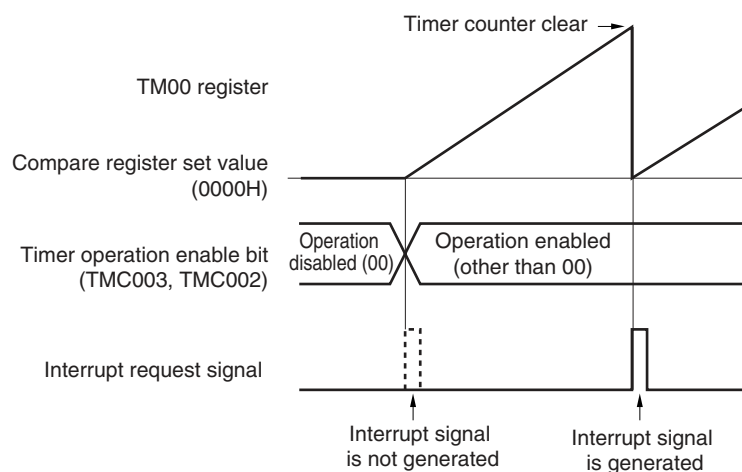 Timer counter clear
TM00 register
Compare register set value
(0000H)
Timer operation enable bit
(TMC003, TMC002)
Operation
disabled (00)
Operation enabled
(other than 00)
Interrupt request signal
Interrupt signal
is not generated
Interrupt signal
is generated